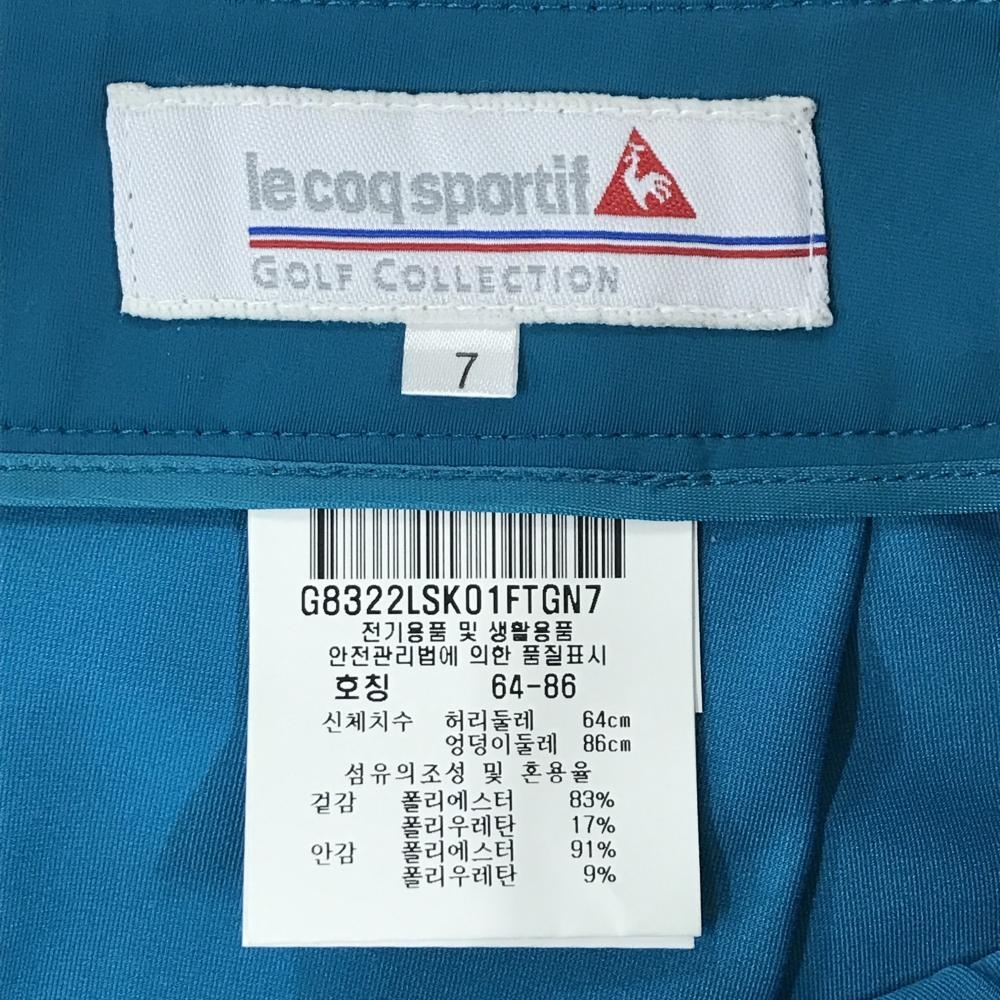 le coq sportif
GOLF COLLECTION
7
G8322LSK01FTGN7
전기용품 및 생활용품
안전관리법에 의한 품질표시
호칭 64-86
신체치수 허리둘레 64cm
엉덩이둘레 86cm
섬유의조성 및 혼용율
겉감 폴리에스터 83%
폴리우레탄 17%
안감 폴리에스터 91%
폴리우레탄 9%